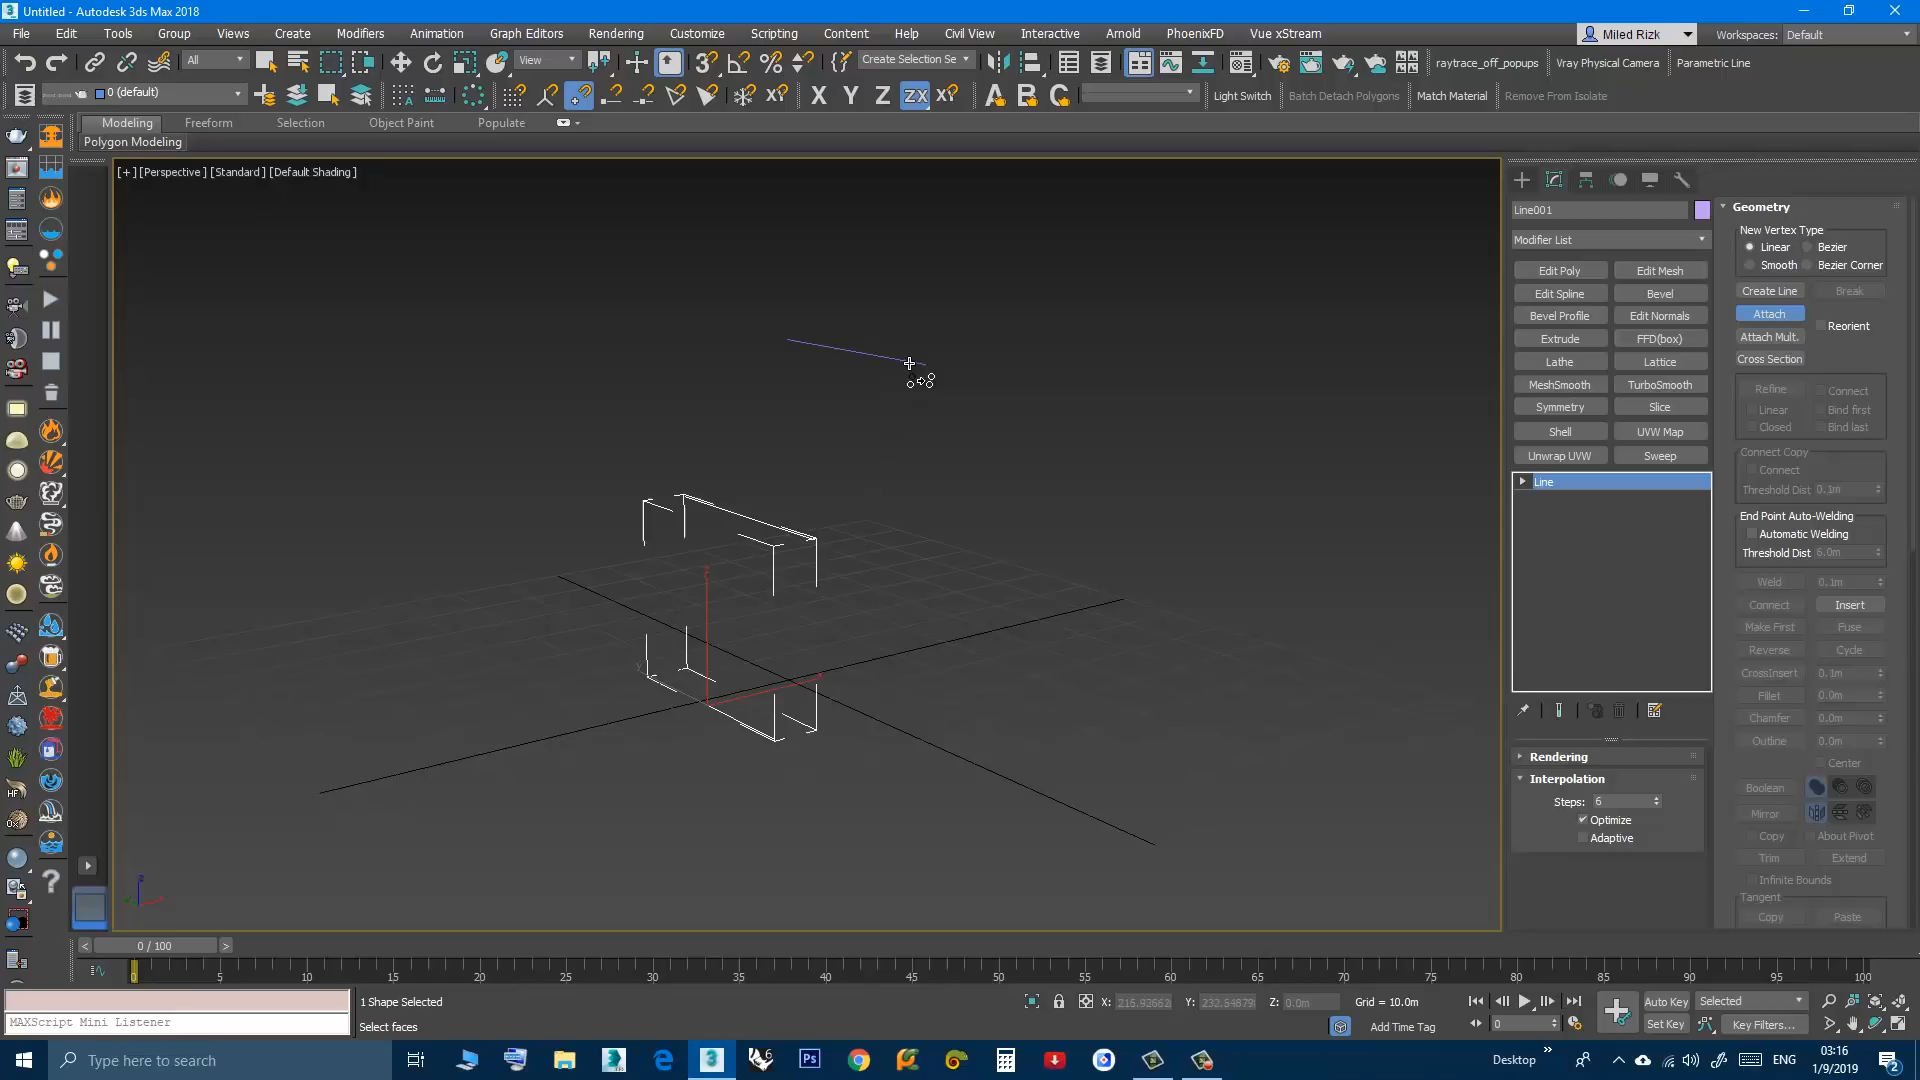 Untitled - Autodesk 3ds Max 2018
File Edit Tools Group Views Create Modifiers Animation Graph Editors Rendering Customize Scripting Content Help Civil View Interactive Arnold PhoenixFD Vue xStream Miled Rizk Workspaces: Default
All View Create Selection Se raytrace_off_popups Vray Physical Camera Parametric Line
0 (default) X Y Z ZX XY A B C Light Switch Batch Detach Polygons Match Material Remove From Isolate
Modeling Freeform Selection Object Paint Populate
Polygon Modeling
[+] [Perspective] [Standard] [Default Shading]
Line001
Modifier List
Edit Poly Edit Mesh
Edit Spline Bevel
Bevel Profile Edit Normals
Extrude FFD(box)
Lathe Lattice
MeshSmooth TurboSmooth
Symmetry Slice
Shell UVW Map
Unwrap UVW Sweep
Line
Rendering
Interpolation
Steps: 6
Optimize
Adaptive
Geometry
New Vertex Type
Linear Bezier
Smooth Bezier Corner
Create Line Break
Attach
Reorient
Attach Mult.
Cross Section
Refine Connect
Linear Bind first
Closed Bind last
Connect Copy
Connect
Threshold Dist 0.1m
End Point Auto-Welding
Automatic Welding
Threshold Dist 6.0m
Weld 0.1m
Connect Insert
Make First Fuse
Reverse Cycle
CrossInsert 0.1m
Fillet 0.0m
Chamfer 0.0m
Outline 0.0m
Center
Boolean
Mirror
Copy About Pivot
Trim Extend
Infinite Bounds
Tangent
Copy Paste
< 0 / 100 >
0 5 10 15 20 25 30 35 40 45 50 55 60 65 70 75 80 85 90 95 100
1 Shape Selected X: Y: Z: 0.0m Grid = 10.0m Auto Key Selected
MAXScript Mini Listener Select faces Add Time Tag 0 Set Key Key Filters...
Type here to search Desktop ENG 03:16
1/9/2019
2